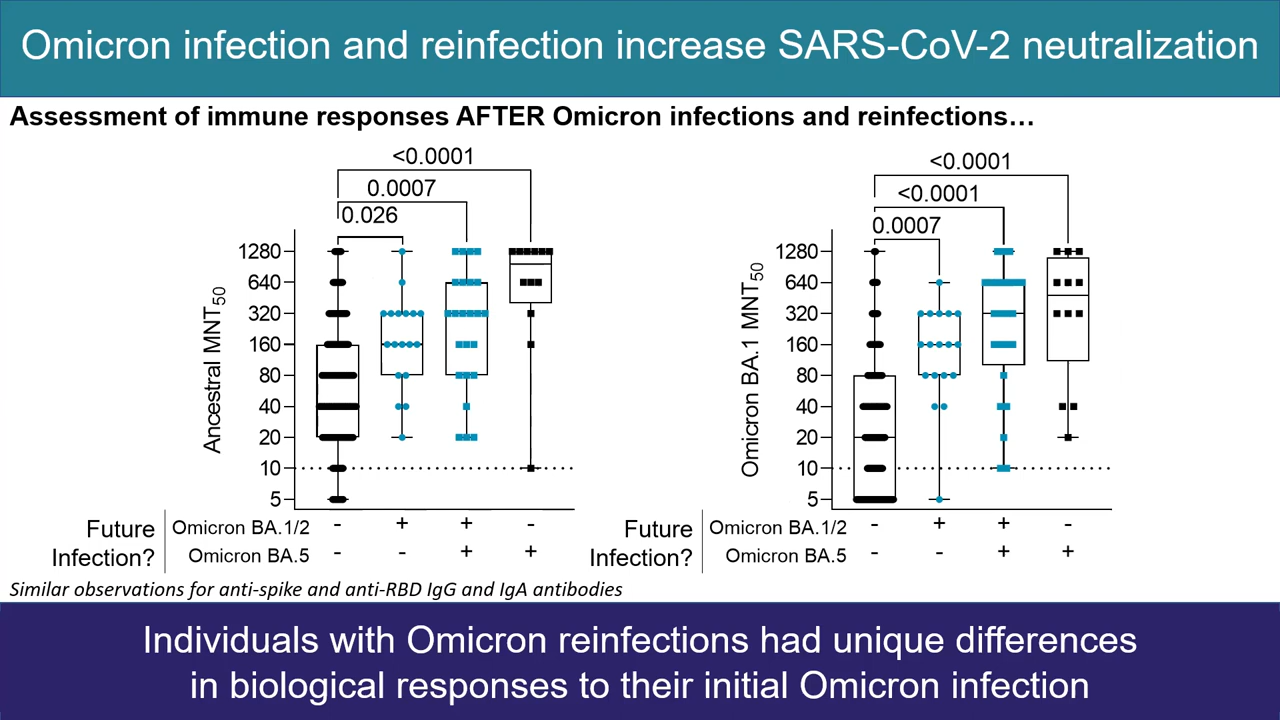 Omicron infection and reinfection increase SARS-CoV-2 neutralization
Assessment of immune responses AFTER Omicron infections and reinfections…
<0.0001
0.0007
0.026
1280
640
320
160
80
40
20
10
5
Ancestral MNT50
Future
Infection?
Omicron BA.1/2 - + + -
Omicron BA.5 - - + +
<0.0001
<0.0001
0.0007
1280
640
320
160
80
40
20
10
5
Omicron BA.1 MNT50
Future
Infection?
Omicron BA.1/2 - + + -
Omicron BA.5 - - + +
Similar observations for anti-spike and anti-RBD IgG and IgA antibodies
Individuals with Omicron reinfections had unique differences
in biological responses to their initial Omicron infection